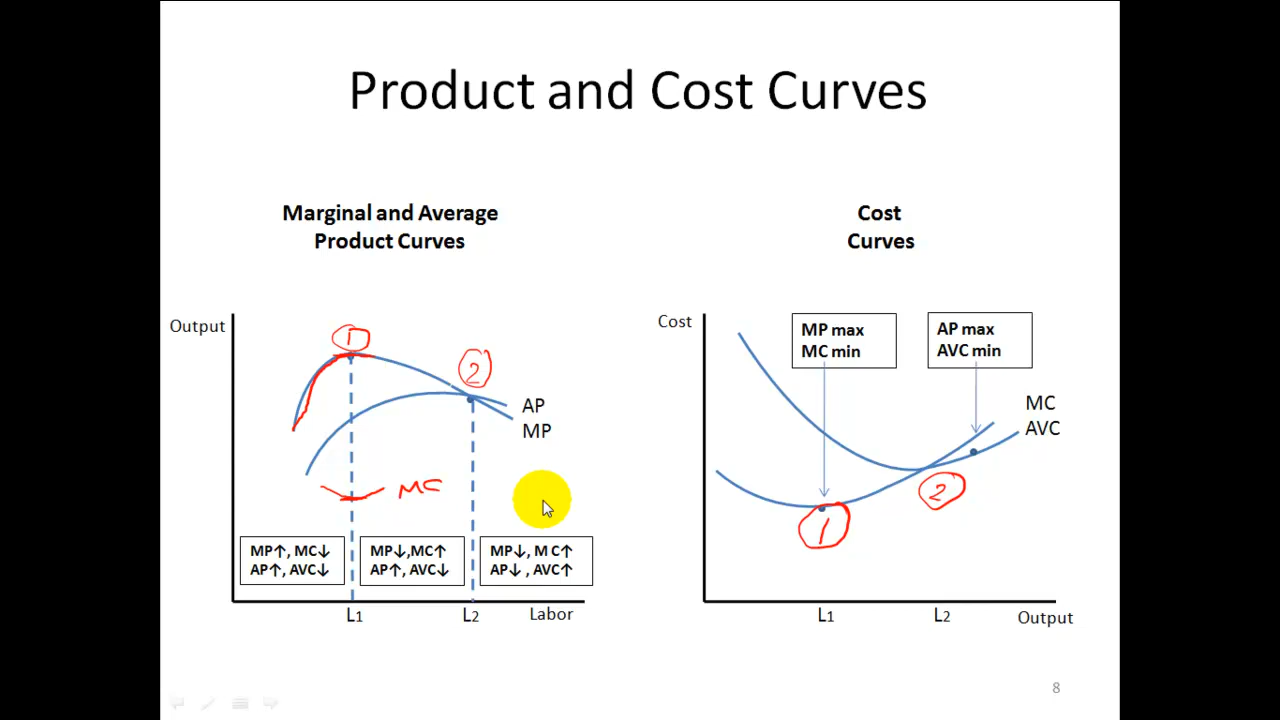 Product and Cost Curves
Marginal and Average
Product Curves
Output
1
2
AP
MP
MC
MP↑, MC↓
AP↑, AVC↓
MP↓,MC↑
AP↑, AVC↓
MP↓, M C↑
AP↓ , AVC↑
L1
L2
Labor
Cost
Curves
Cost
MP max
MC min
AP max
AVC min
MC
AVC
2
1
L1
L2
Output
8